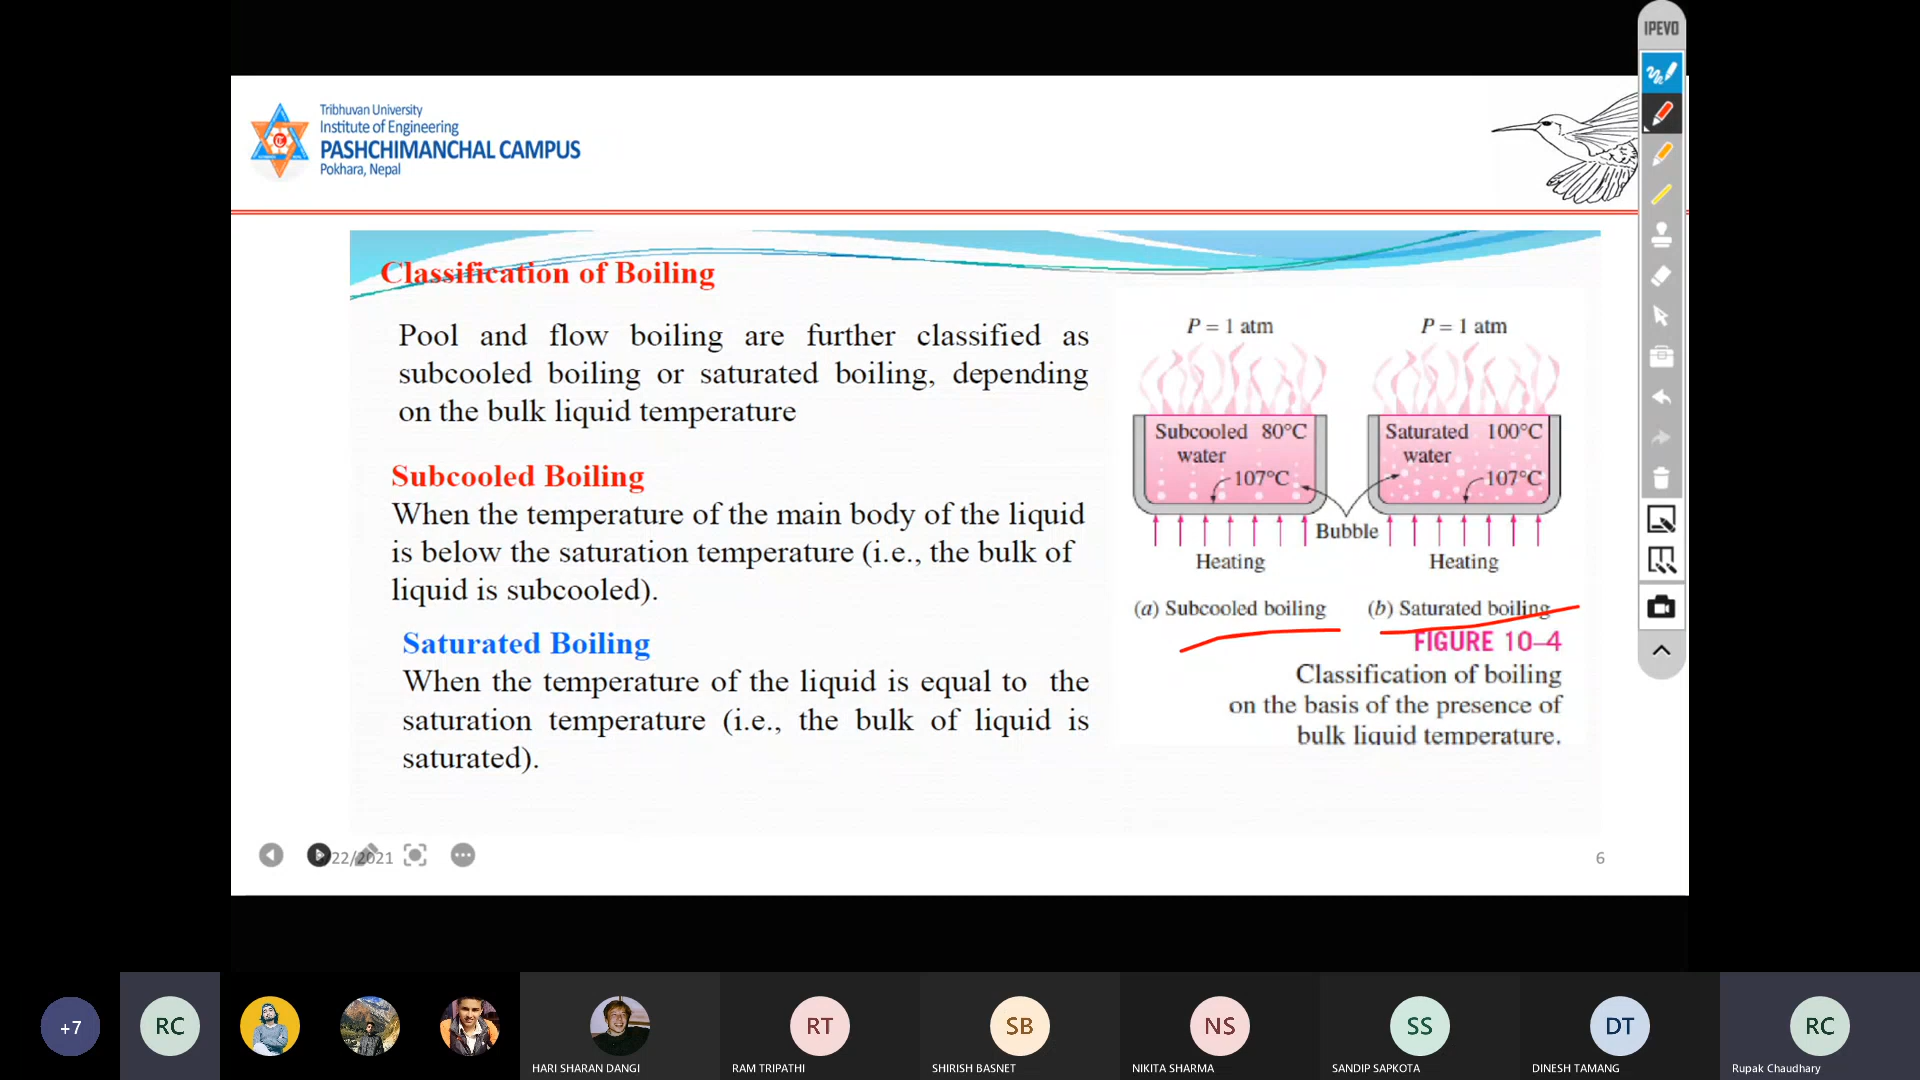 IPEVO
Tribhuvan University
Institute of Engineering
PASHCHIMANCHAL CAMPUS
Pokhara, Nepal
Classification of Boiling
Pool and flow boiling are further classified as
subcooled boiling or saturated boiling, depending
on the bulk liquid temperature
Subcooled Boiling
When the temperature of the main body of the liquid
is below the saturation temperature (i.e., the bulk of
liquid is subcooled).
Saturated Boiling
When the temperature of the liquid is equal to the
saturation temperature (i.e., the bulk of liquid is
saturated).
P = 1 atm
P = 1 atm
Subcooled 80°C
water
107°C
Saturated 100°C
water
107°C
Bubble
Heating
Heating
(a) Subcooled boiling
(b) Saturated boiling
FIGURE 10–4
Classification of boiling
on the basis of the presence of
bulk liquid temperature.
22/2021
6
+7
RC
HARI SHARAN DANGI
RT
RAM TRIPATHI
SB
SHIRISH BASNET
NS
NIKITA SHARMA
SS
SANDIP SAPKOTA
DT
DINESH TAMANG
RC
Rupak Chaudhary